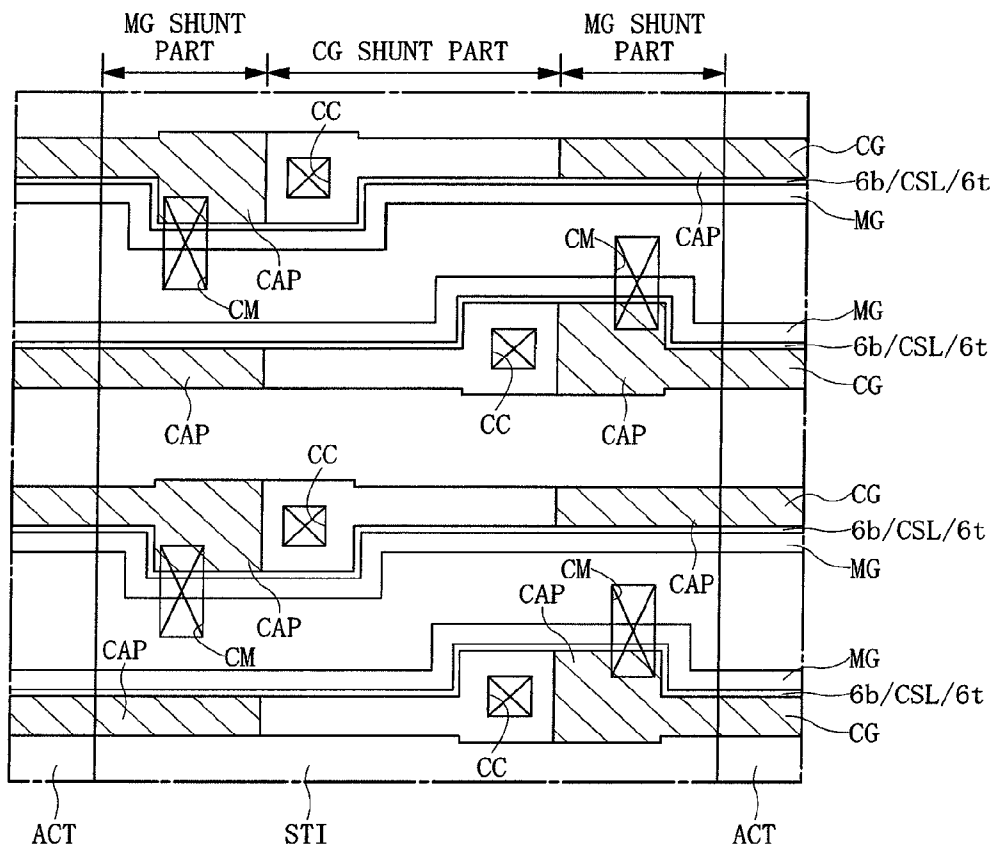 MG SHUNT PART
CG SHUNT PART
MG SHUNT PART
CC
CG
6b/CSL/6t
MG
CAP
CM
CAP
CM
MG
6b/CSL/6t
CG
CC
CAP
CAP
CC
CG
6b/CSL/6t
MG
CM
CAP
CAP
CAP
CM
CAP
MG
6b/CSL/6t
CG
CC
ACT
STI
ACT